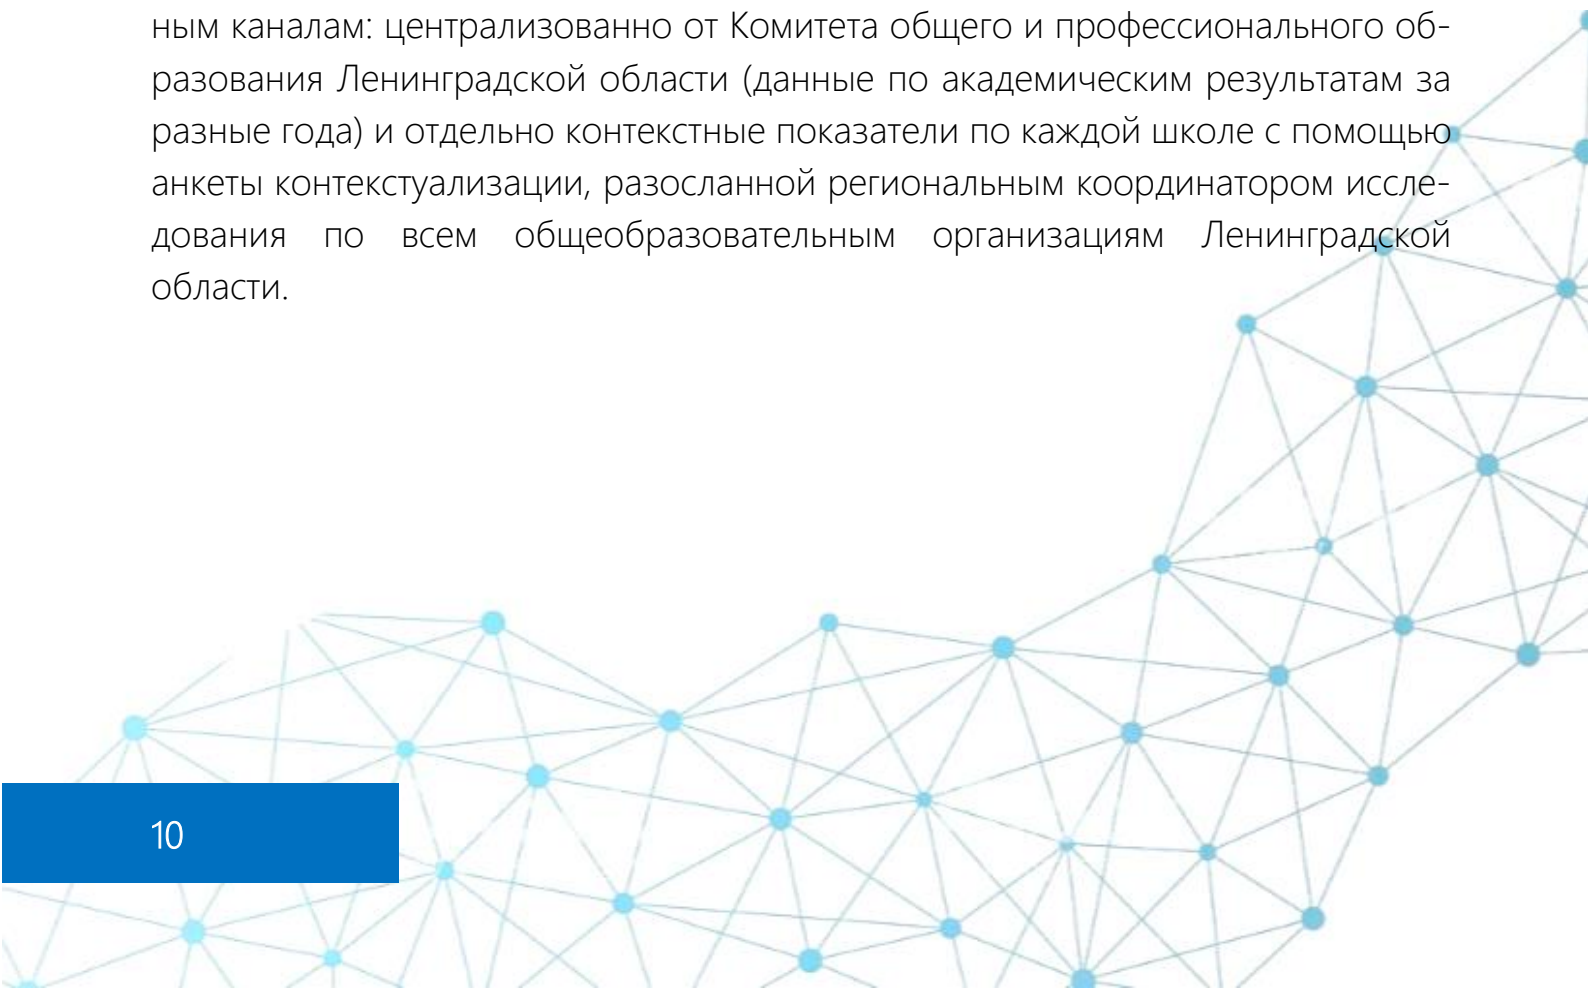 ным каналам: централизованно от Комитета общего и профессионального об-
разования Ленинградской области (данные по академическим результатам за
разные года) и отдельно контекстные показатели по каждой школе с помощью
анкеты контекстуализации, разосланной региональным координатором иссле-
дования по всем общеобразовательным организациям Ленинградской
области.
10